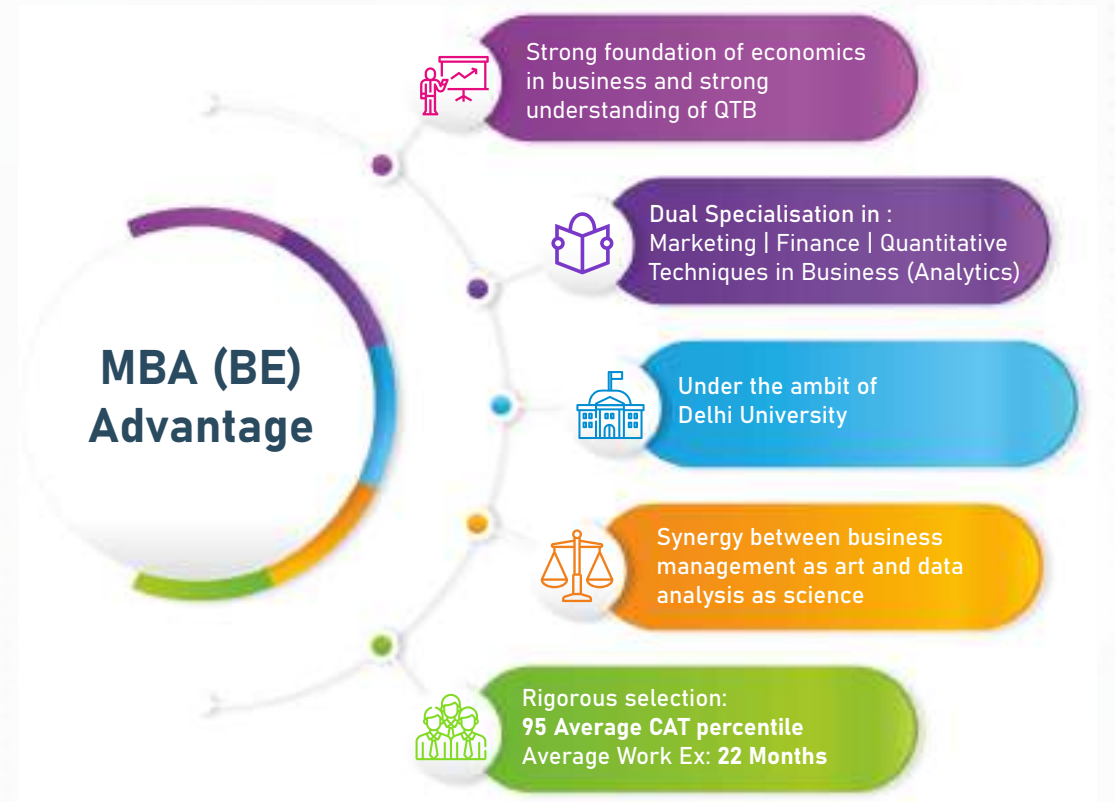 MBA (BE)
Advantage
Strong foundation of economics
in business and strong
understanding of QTB
Dual Specialisation in :
Marketing | Finance | Quantitative
Techniques in Business (Analytics)
Under the ambit of
Delhi University
Synergy between business
management as art and data
analysis as science
Rigorous selection:
95 Average CAT percentile
Average Work Ex: 22 Months